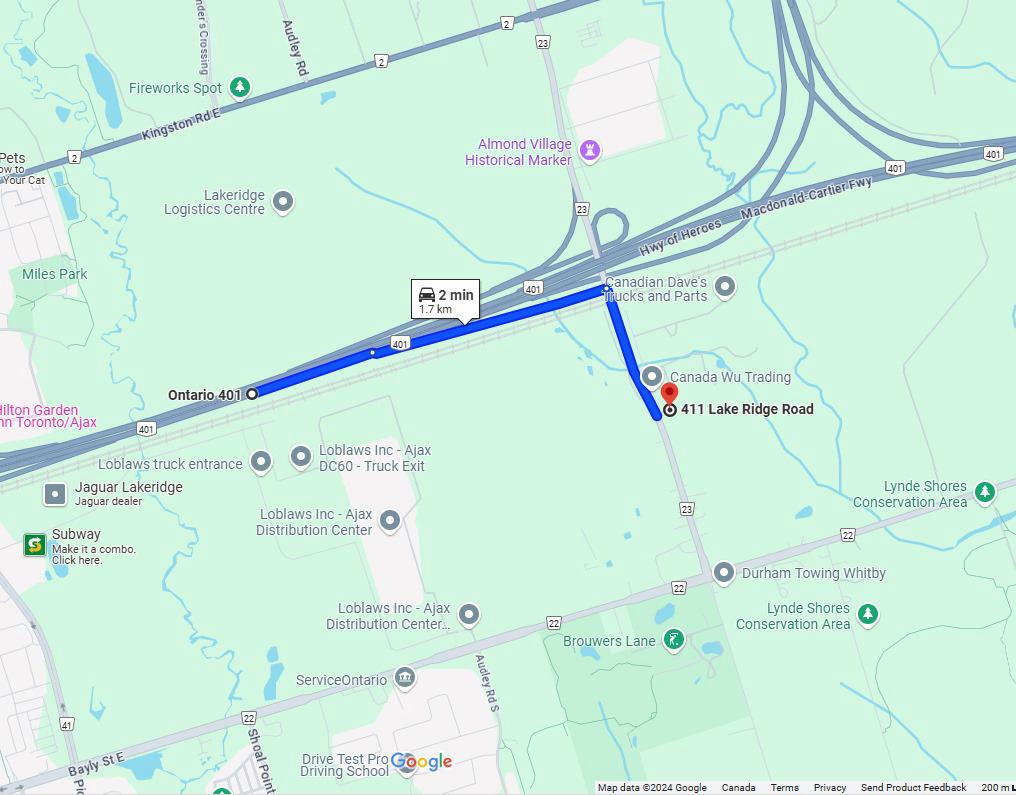 2
23
Audley Rd
nder's Crossing
2
Fireworks Spot
Kingston Rd E
Almond Village
Historical Marker
401
401
2
Pets
ow to
Your Cat
Macdonald-Cartier Fwy
Lakeridge
Logistics Centre
23
Hwy of Heroes
Miles Park
2 min
1.7 km
401
Canadian Dave's
Trucks and Parts
401
Canada Wu Trading
Ontario 401
411 Lake Ridge Road
Hilton Garden
nn Toronto/Ajax
401
Loblaws truck entrance
Loblaws Inc - Ajax
DC60 - Truck Exit
Jaguar Lakeridge
Jaguar dealer
Lynde Shores
Conservation Area
23
Loblaws Inc - Ajax
Distribution Center
Subway
Make it a combo.
Click here.
22
Durham Towing Whitby
22
Loblaws Inc - Ajax
Distribution Center...
22
Lynde Shores
Conservation Area
Brouwers Lane
ServiceOntario
Audley Rd S
22
41
Shoal Point
Bayly St E
Drive Test Pro
Driving School
Google
Map data ©2024 Google
Canada
Terms
Privacy
Send Product Feedback
200 m